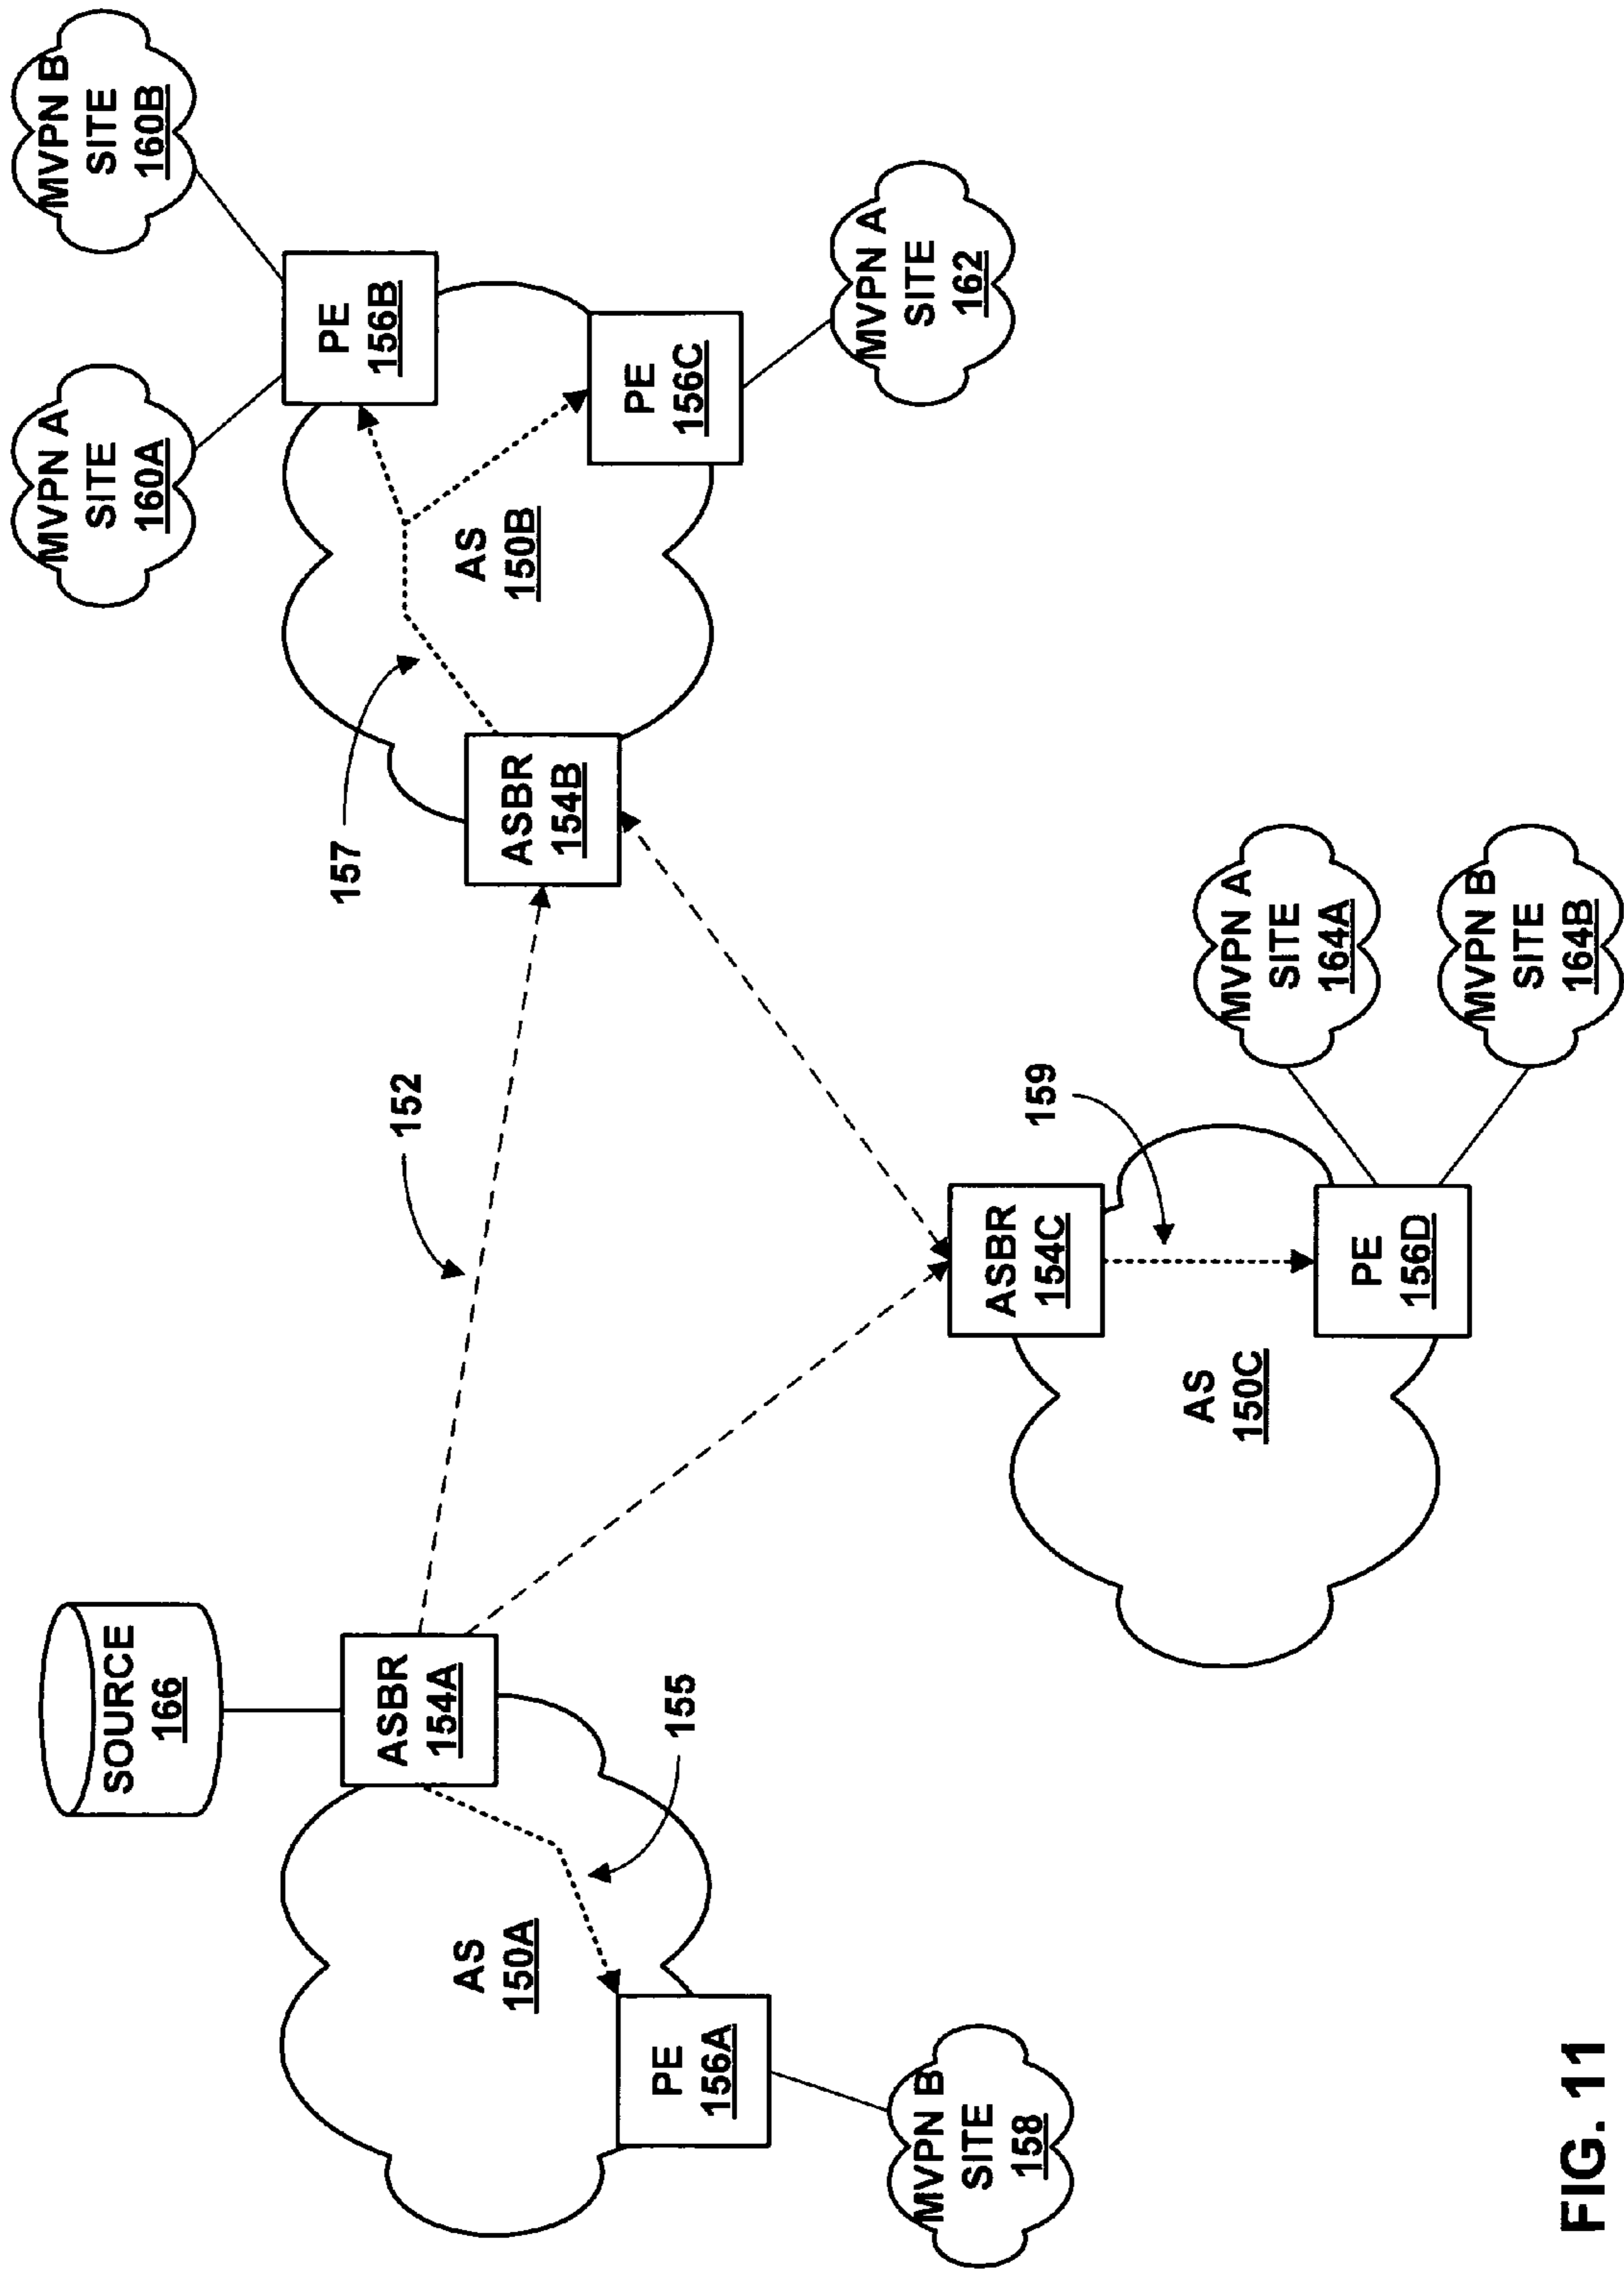 SOURCE
166
ASBR
154A
AS
150A
155
PE
156A
MVPN B
SITE
158
152
157
ASBR
154B
AS
150B
MVPN A
SITE
160A
MVPN B
SITE
160B
PE
156B
PE
156C
MVPN A
SITE
162
ASBR
154C
159
AS
150C
PE
156D
MVPN A
SITE
164A
MVPN B
SITE
164B
FIG. 11